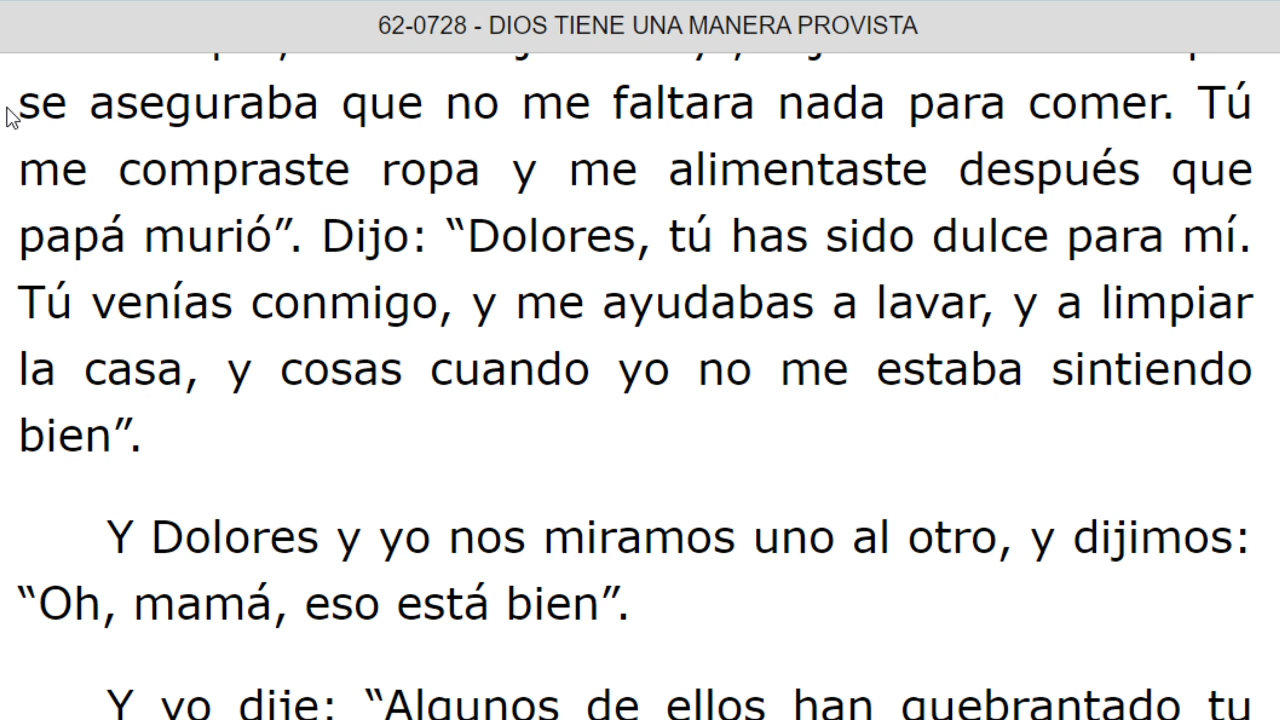 62-0728 - DIOS TIENE UNA MANERA PROVISTA
se aseguraba que no me faltara nada para comer. Tú
me compraste ropa y me alimentaste después que
papá murió”. Dijo: “Dolores, tú has sido dulce para mí.
Tú venías conmigo, y me ayudabas a lavar, y a limpiar
la casa, y cosas cuando yo no me estaba sintiendo
bien”.
Y Dolores y yo nos miramos uno al otro, y dijimos:
“Oh, mamá, eso está bien”.
Y yo dije: “Algunos de ellos han quebrantado tu